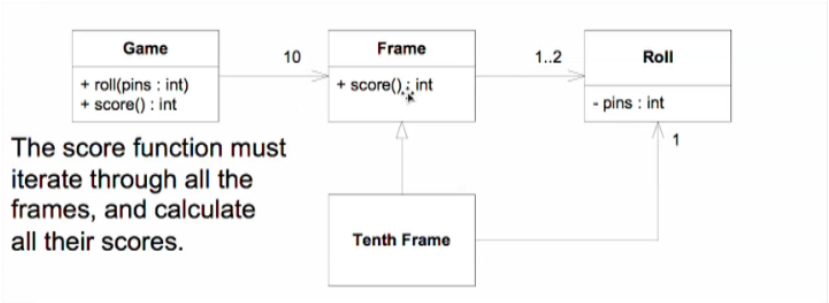 Game
+ roll(pins : int)
+ score() : int
10
Frame
+ score() : int
1..2
Roll
- pins : int
1
The score function must
iterate through all the
frames, and calculate
all their scores.
Tenth Frame